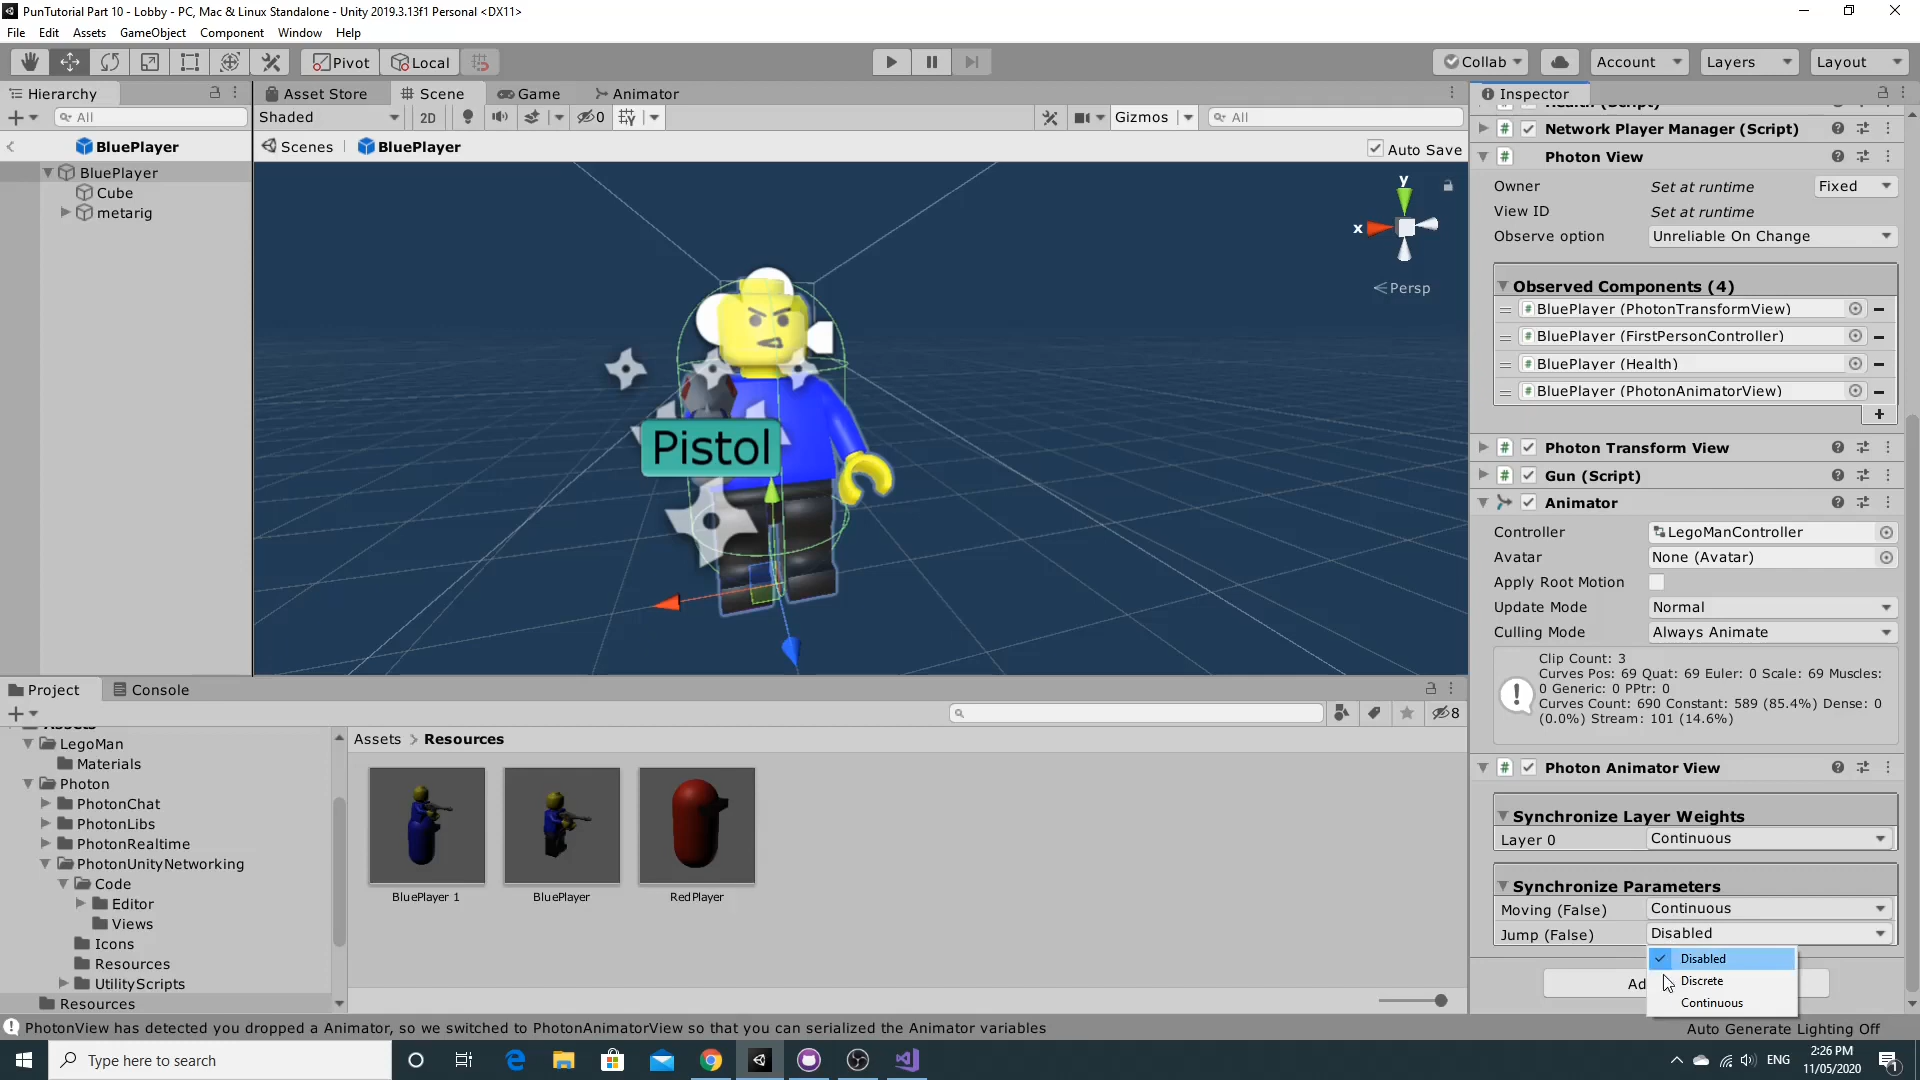 PunTutorial Part 10 - Lobby - PC, Mac & Linux Standalone - Unity 2019.3.13f1 Personal <DX11>
File Edit Assets GameObject Component Window Help
Pivot Local Collab Account Layers Layout
Hierarchy
All
BluePlayer
BluePlayer
Cube
metarig
Asset Store Scene Game Animator
Shaded 2D 0 Gizmos All
Scenes BluePlayer Auto Save
y
x
Persp
Pistol
Inspector
Network Player Manager (Script)
Photon View
Owner Set at runtime Fixed
View ID Set at runtime
Observe option Unreliable On Change
Observed Components (4)
BluePlayer (PhotonTransformView)
BluePlayer (FirstPersonController)
BluePlayer (Health)
BluePlayer (PhotonAnimatorView)
Photon Transform View
Gun (Script)
Animator
Controller LegoManController
Avatar None (Avatar)
Apply Root Motion
Update Mode Normal
Culling Mode Always Animate
Clip Count: 3
Curves Pos: 69 Quat: 69 Euler: 0 Scale: 69 Muscles:
0 Generic: 0 PPtr: 0
Curves Count: 690 Constant: 589 (85.4%) Dense: 0
(0.0%) Stream: 101 (14.6%)
Photon Animator View
Synchronize Layer Weights
Layer 0 Continuous
Synchronize Parameters
Moving (False) Continuous
Jump (False) Disabled
Disabled
Discrete
Continuous
Ad
Project Console
8
LegoMan
Materials
Photon
PhotonChat
PhotonLibs
PhotonRealtime
PhotonUnityNetworking
Code
Editor
Views
Icons
Resources
UtilityScripts
Resources
Assets > Resources
BluePlayer 1 BluePlayer RedPlayer
PhotonView has detected you dropped a Animator, so we switched to PhotonAnimatorView so that you can serialized the Animator variables
Auto Generate Lighting Off
Type here to search
ENG
2:26 PM
11/05/2020
1